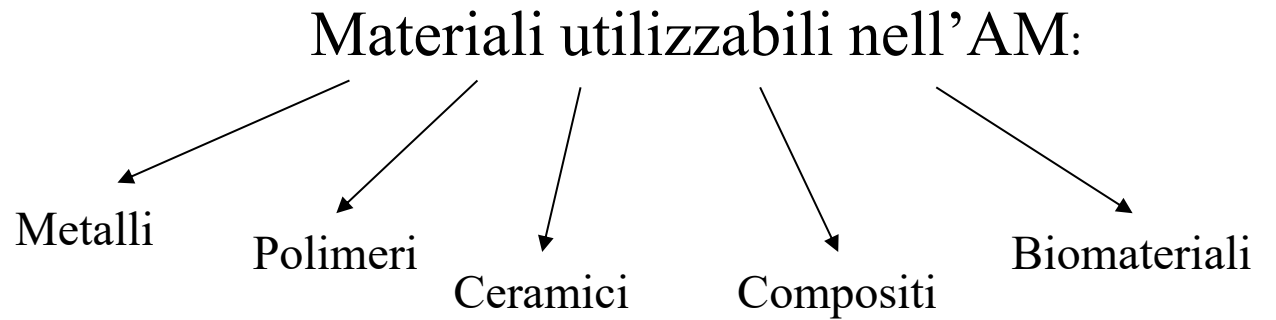 Materiali utilizzabili nell’AM:
Metalli
Polimeri
Ceramici
Compositi
Biomateriali